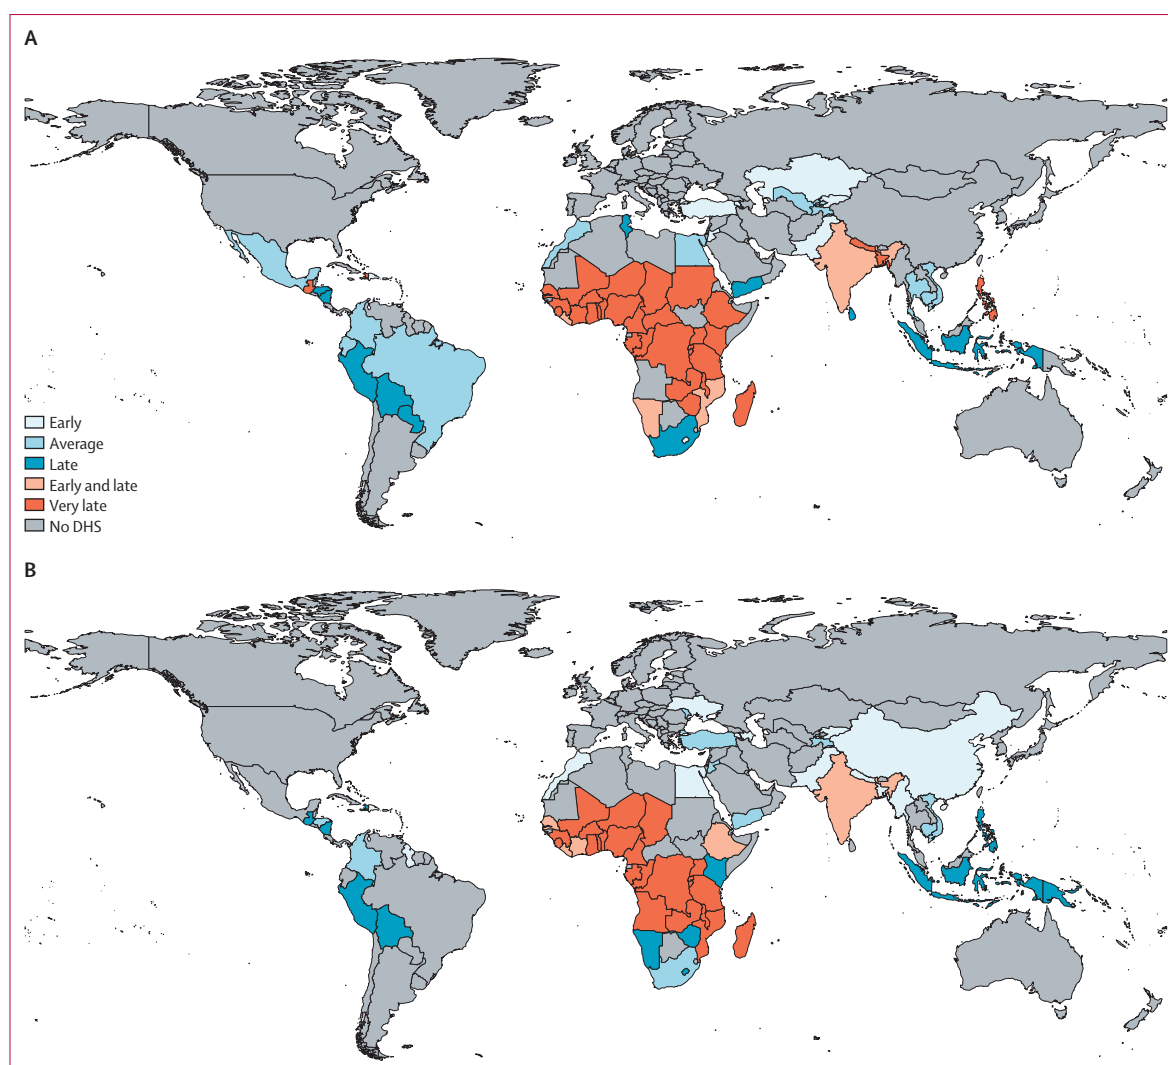 A
Early
Average
Late
Early and late
Very late
No DHS
B